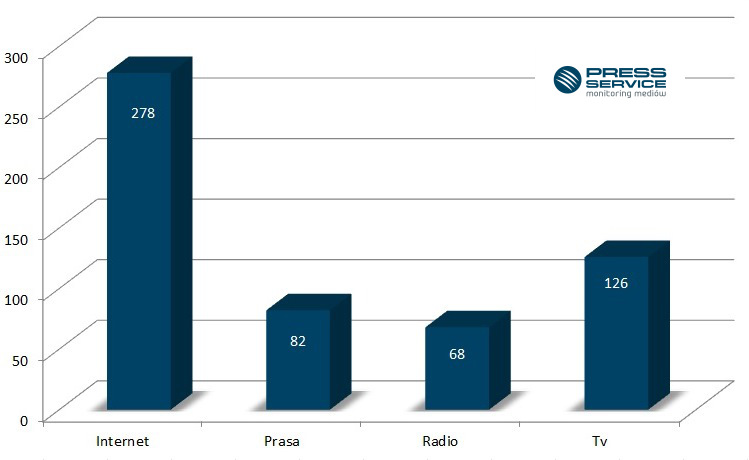 300
250
200
150
100
50
0
PRESS
SERVICE
monitoring mediów
278
82
68
126
Internet Prasa Radio Tv